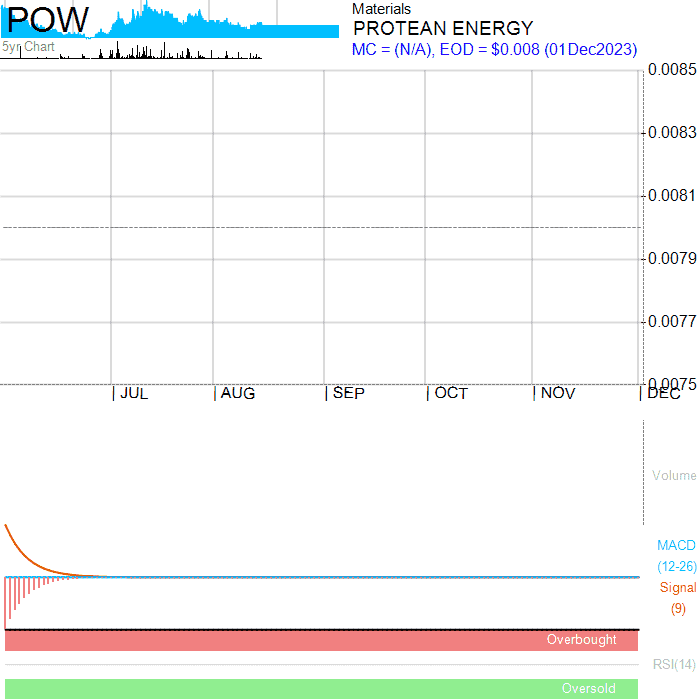 POW
5yr Chart
Materials
PROTEAN ENERGY
MC = (N/A), EOD = $0.008 (01Dec2023)
0.0085
0.0083
0.0081
0.0079
0.0077
0.0075
JUL AUG SEP OCT NOV DEC
Volume
MACD
(12-26)
Signal
(9)
Overbought
RSI(14)
Oversold